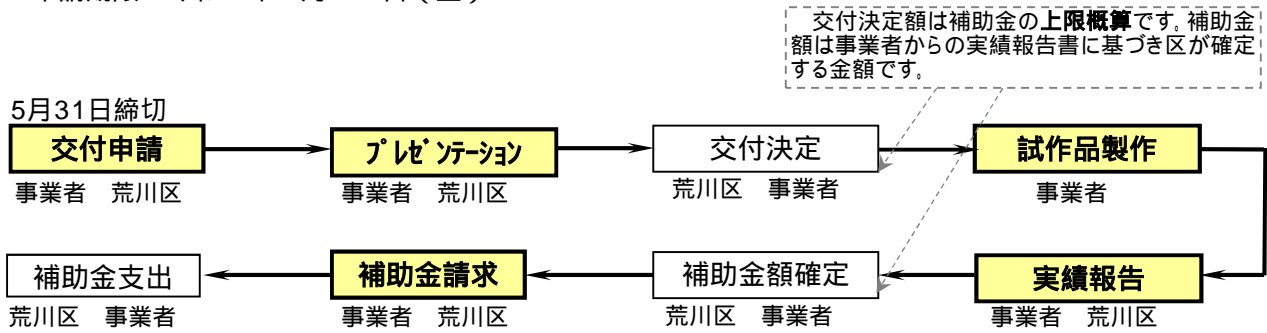 交付決定額は補助金の上限概算です。補助金
額は事業者からの実績報告書に基づき区が確定
する金額です。
5月31日締切
交付申請
プレゼンテーション
交付決定
試作品製作
事業者 荒川区
事業者 荒川区
荒川区 事業者
事業者
補助金支出
補助金請求
補助金額確定
実績報告
荒川区 事業者
事業者 荒川区
荒川区 事業者
事業者 荒川区